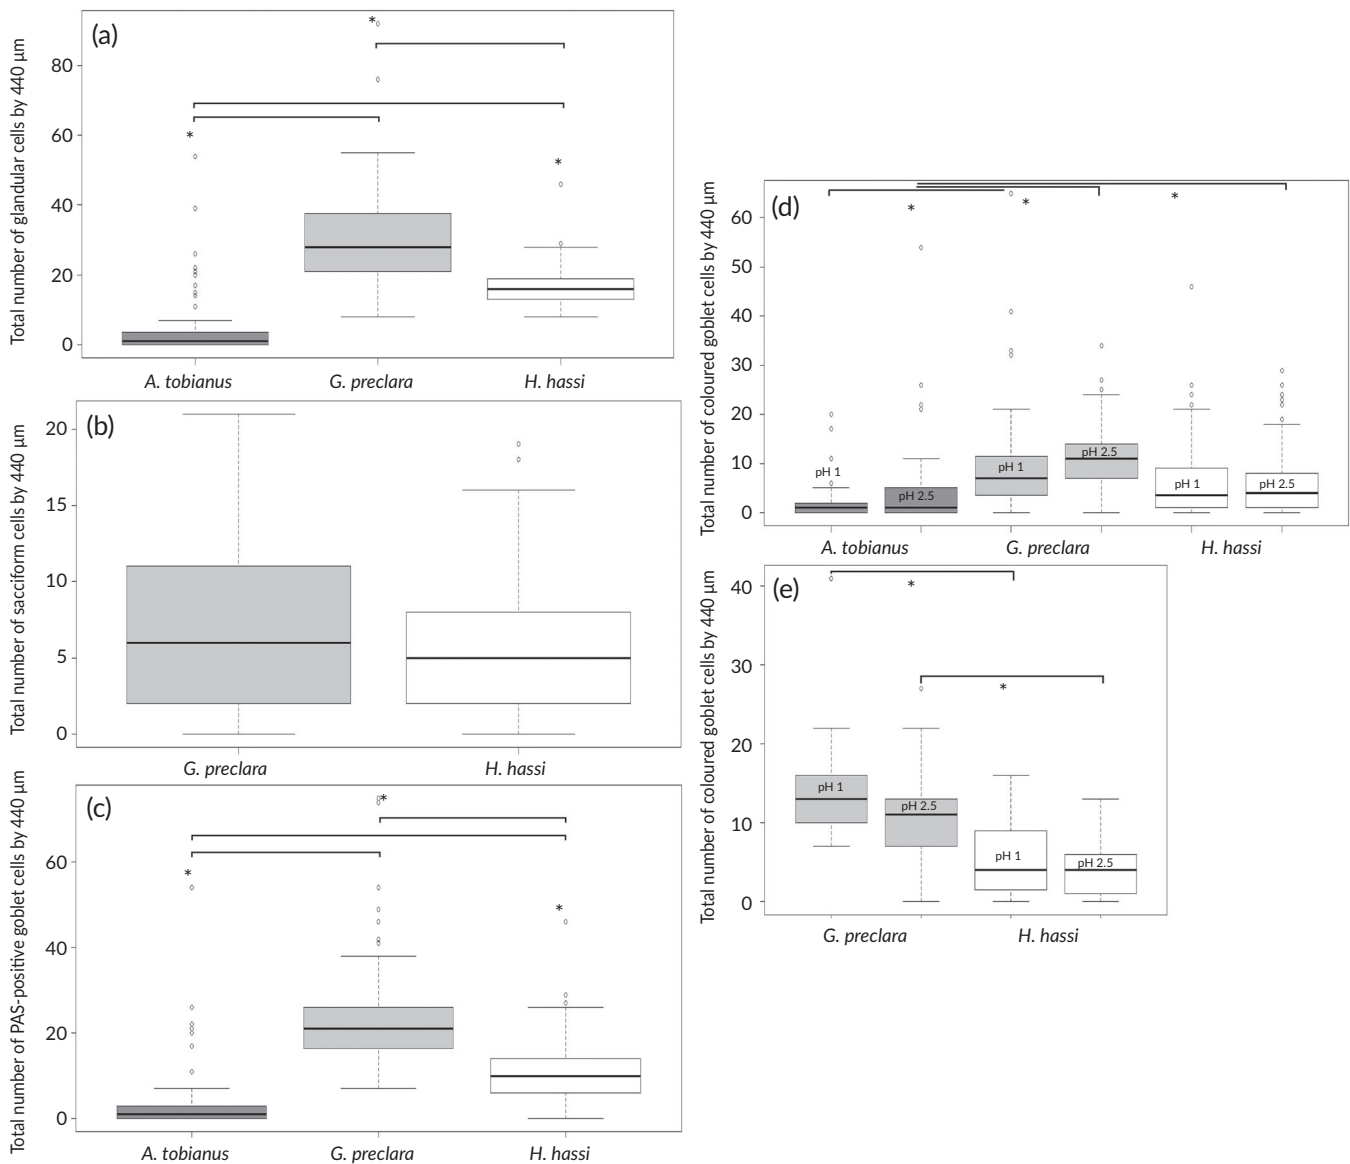 (a)
Total number of glandular cells by 440 µm
80
60
40
20
0
*
*
*
A. tobianus G. preclara H. hassi
(b)
Total number of sacciform cells by 440 µm
20
15
10
5
0
G. preclara H. hassi
(c)
Total number of PAS-positive goblet cells by 440 µm
60
40
20
0
*
*
*
A. tobianus G. preclara H. hassi
(d)
Total number of coloured goblet cells by 440 µm
60
50
40
30
20
10
0
* * *
pH 1 pH 2.5 pH 1 pH 2.5 pH 1 pH 2.5
A. tobianus G. preclara H. hassi
(e)
Total number of coloured goblet cells by 440 µm
40
30
20
10
0
*
*
pH 1 pH 2.5 pH 1 pH 2.5
G. preclara H. hassi